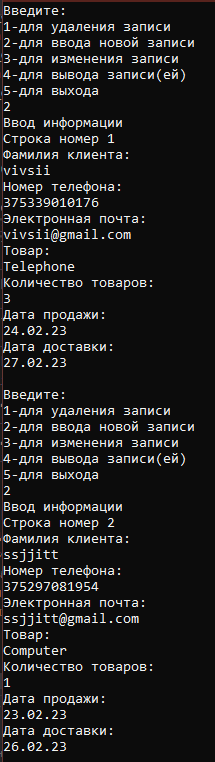 Введите:
1-для удаления записи
2-для ввода новой записи
3-для изменения записи
4-для вывода записи(ей)
5-для выхода
2
Ввод информации
Строка номер 1
Фамилия клиента:
vivsii
Номер телефона:
375339010176
Электронная почта:
vivsii@gmail.com
Товар:
Telephone
Количество товаров:
3
Дата продажи:
24.02.23
Дата доставки:
27.02.23

Введите:
1-для удаления записи
2-для ввода новой записи
3-для изменения записи
4-для вывода записи(ей)
5-для выхода
2
Ввод информации
Строка номер 2
Фамилия клиента:
ssjjitt
Номер телефона:
375297081954
Электронная почта:
ssjjitt@gmail.com
Товар:
Computer
Количество товаров:
1
Дата продажи:
23.02.23
Дата доставки:
26.02.23